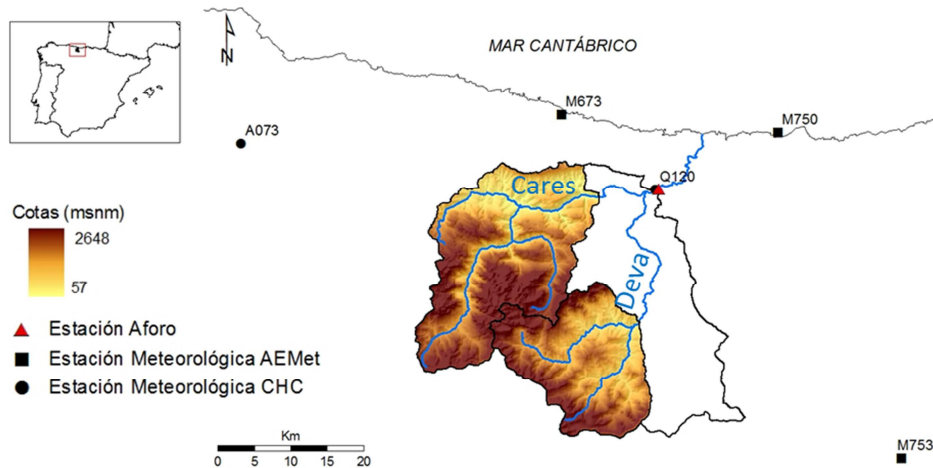 MAR CANTÁBRICO
N
M673
M750
A073
Q120
Cares
Cotas (msnm)
2648
57
Deva
Estación Aforo
Estación Meteorológica AEMet
Estación Meteorológica CHC
Km
0 5 10 15 20
M753